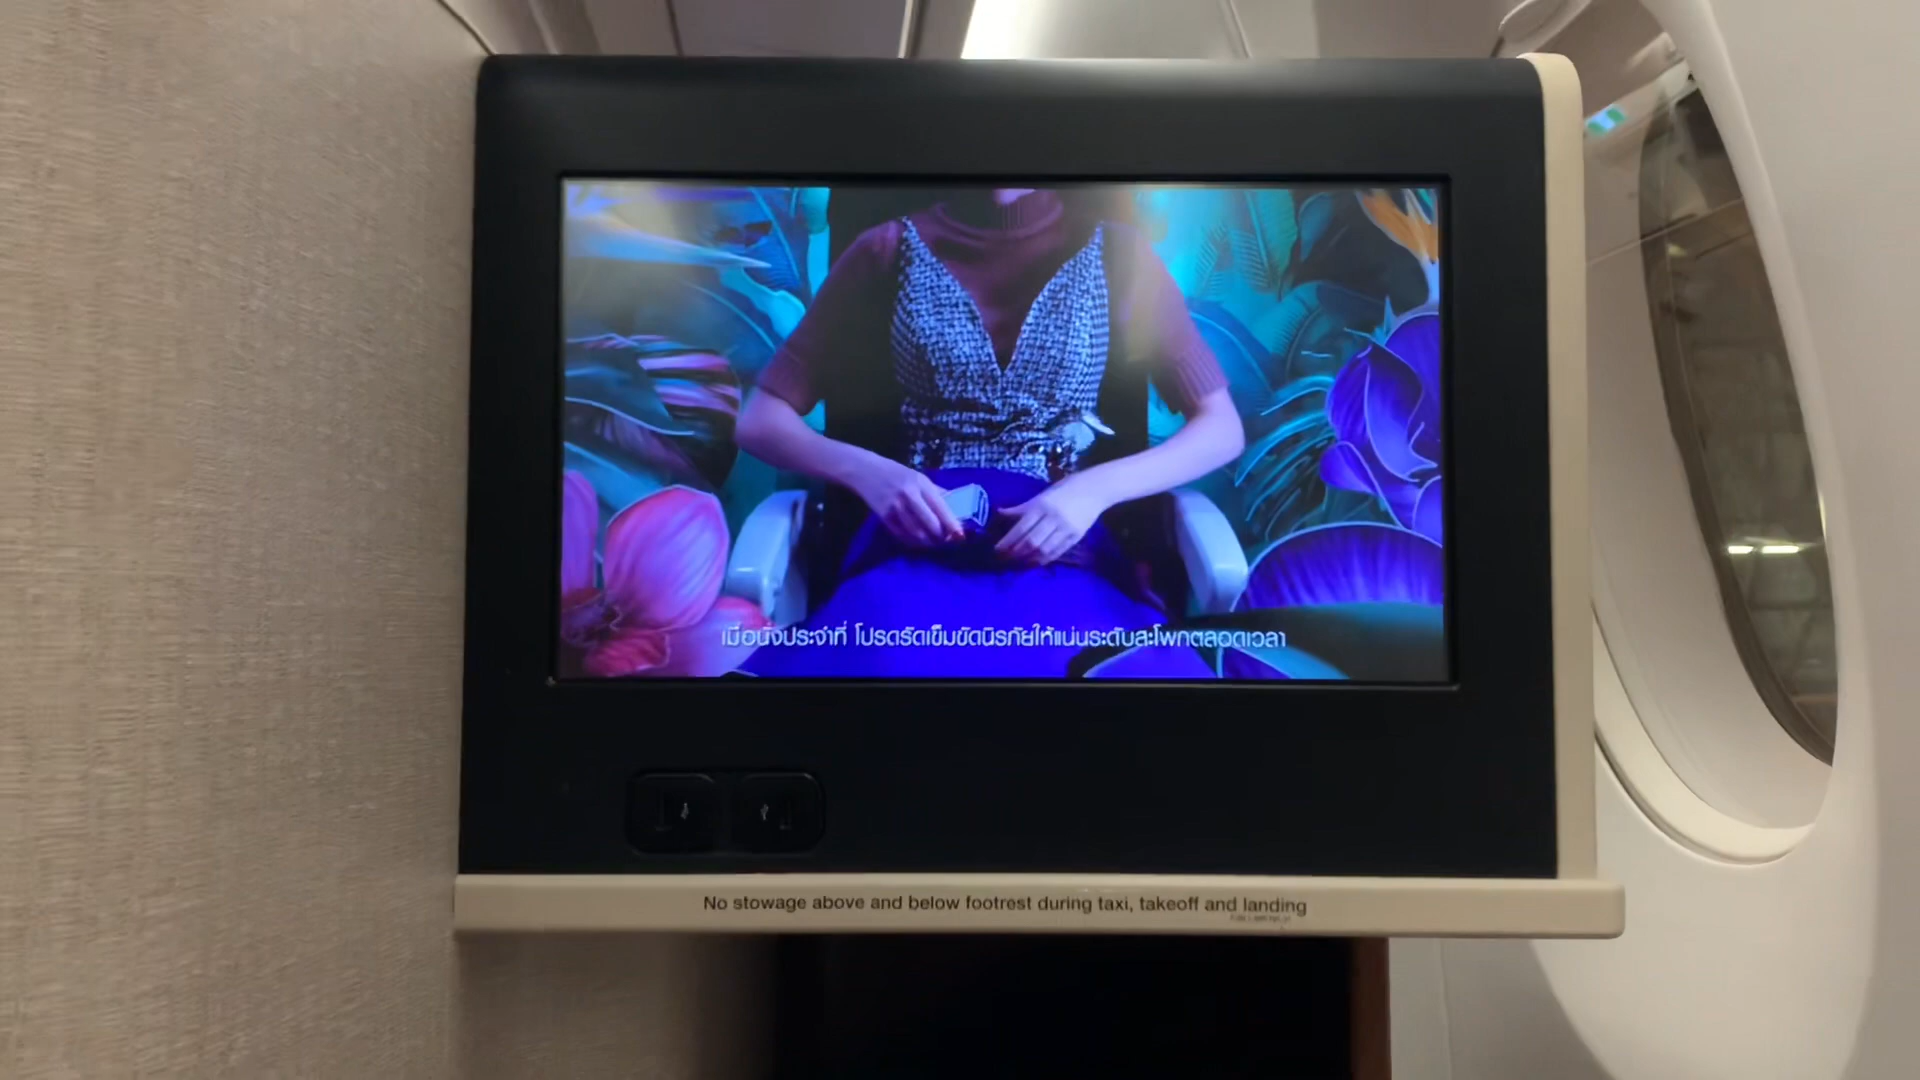 เมื่อนั่งประจำที่ โปรดรัดเข็มขัดนิรภัยให้แน่นระดับสะโพกตลอดเวลา
No stowage above and below footrest during taxi, takeoff and landing